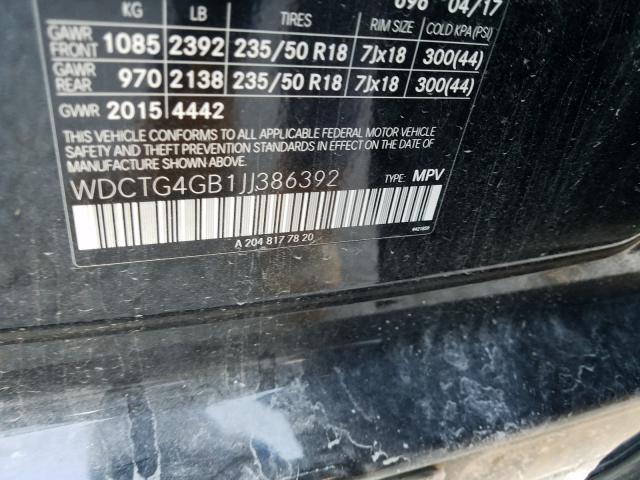 696 04/17
KG LB TIRES RIM SIZE COLD KPA(PSI)
GAWR FRONT 1085 2392 235/50 R18 7Jx18 300(44)
GAWR REAR 970 2138 235/50 R18 7Jx18 300(44)
GVWR 2015 4442
THIS VEHICLE CONFORMS TO ALL APPLICABLE FEDERAL MOTOR VEHICLE
SAFETY AND THEFT PREVENTION STANDARDS IN EFFECT ON THE DATE OF
MANUFACTURE SHOWN ABOVE.
WDCTG4GB1JJ386392 TYPE: MPV
A 204 817 78 20